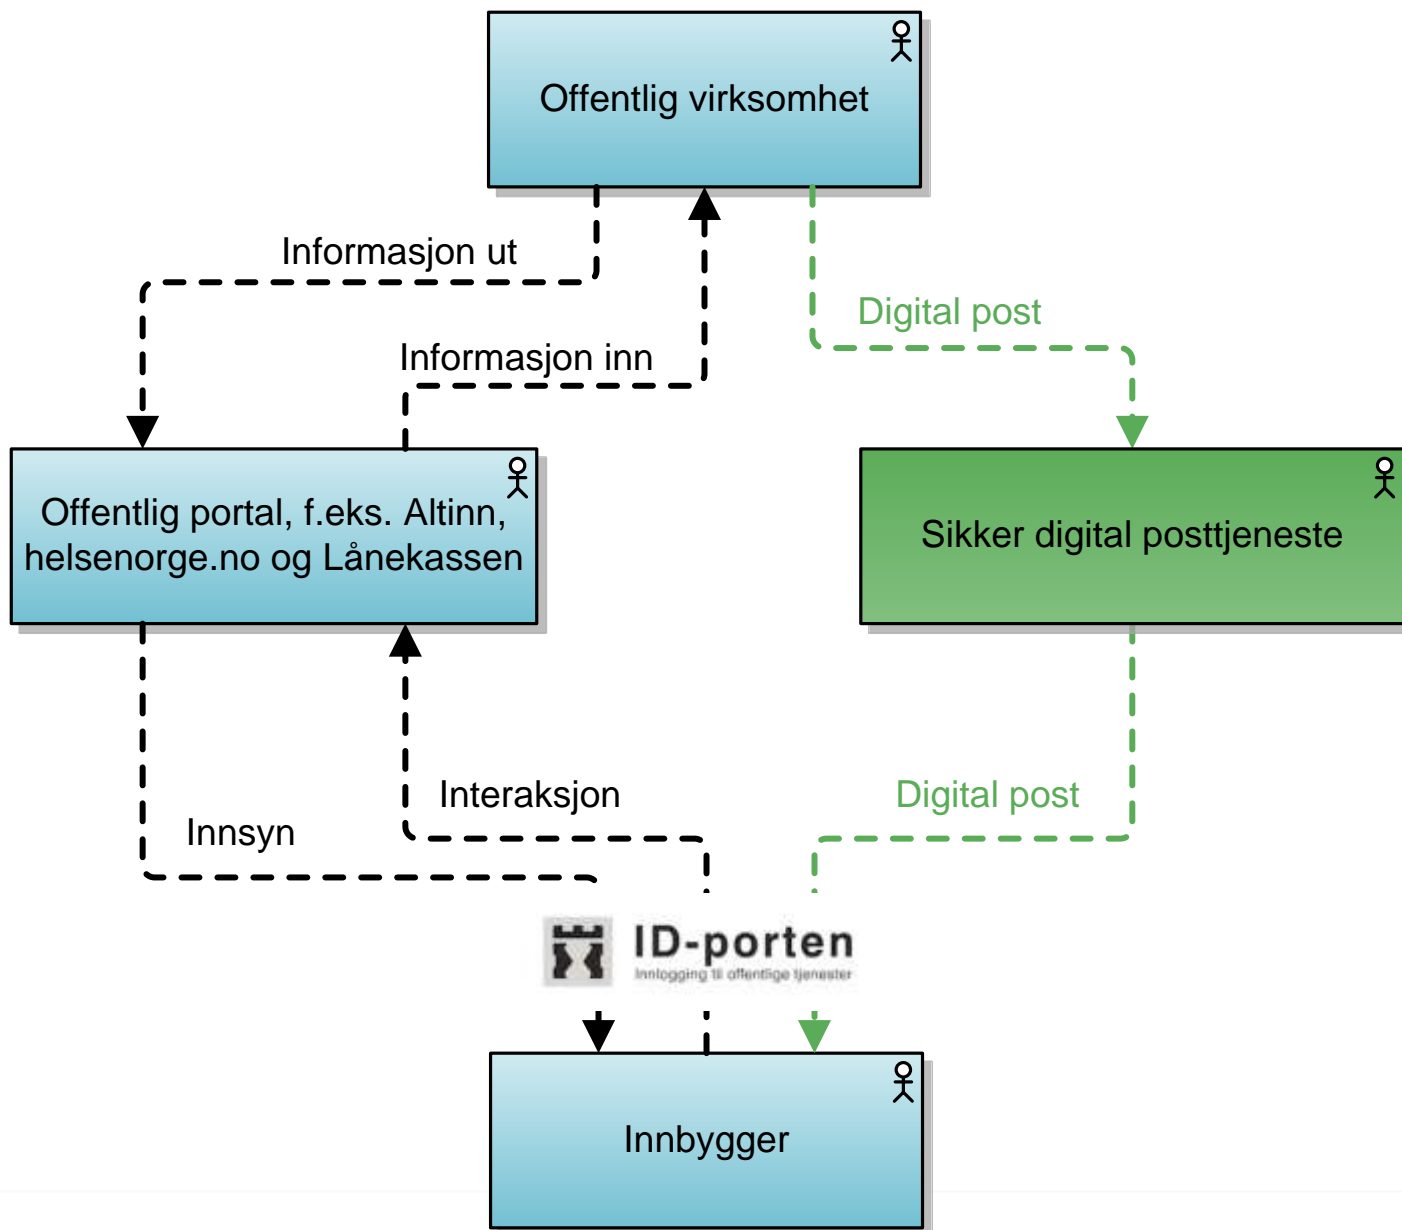 Offentlig virksomhet
Informasjon ut
Digital post
Informasjon inn
Offentlig portal, f.eks. Altinn,
helsenorge.no og Lånekassen
Sikker digital posttjeneste
Interaksjon
Digital post
Innsyn
ID-porten
Innlogging til offentlige tjenester
Innbygger